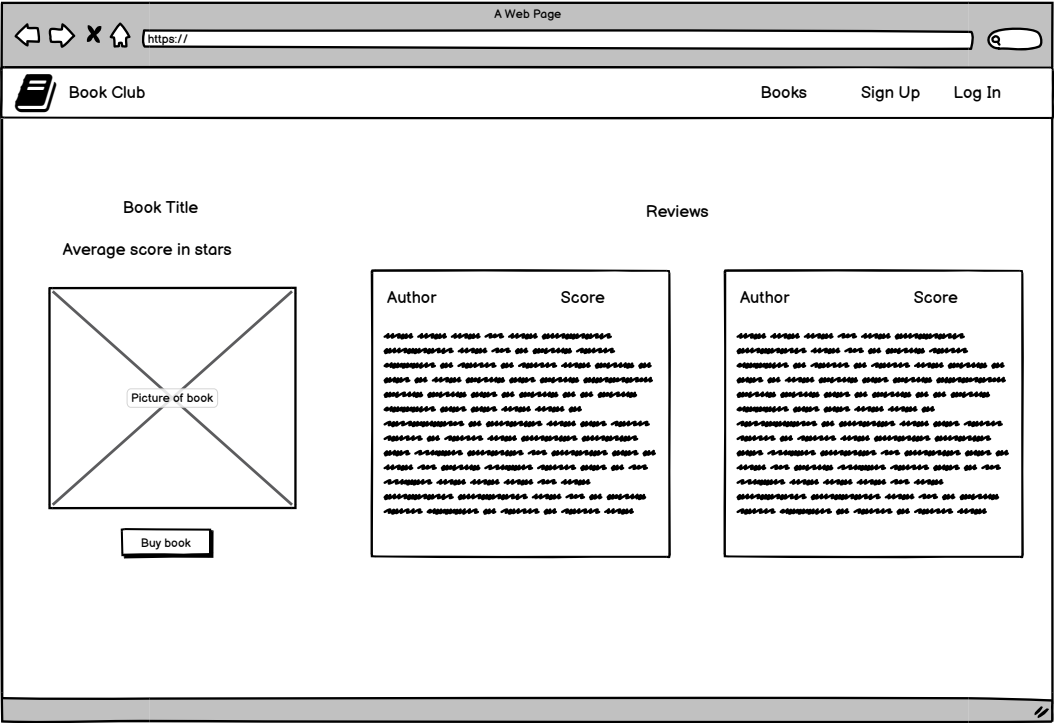 A Web Page
https://
Book Club
Books
Sign Up
Log In
Book Title
Average score in stars
Picture of book
Buy book
Reviews
Author
Score
Author
Score